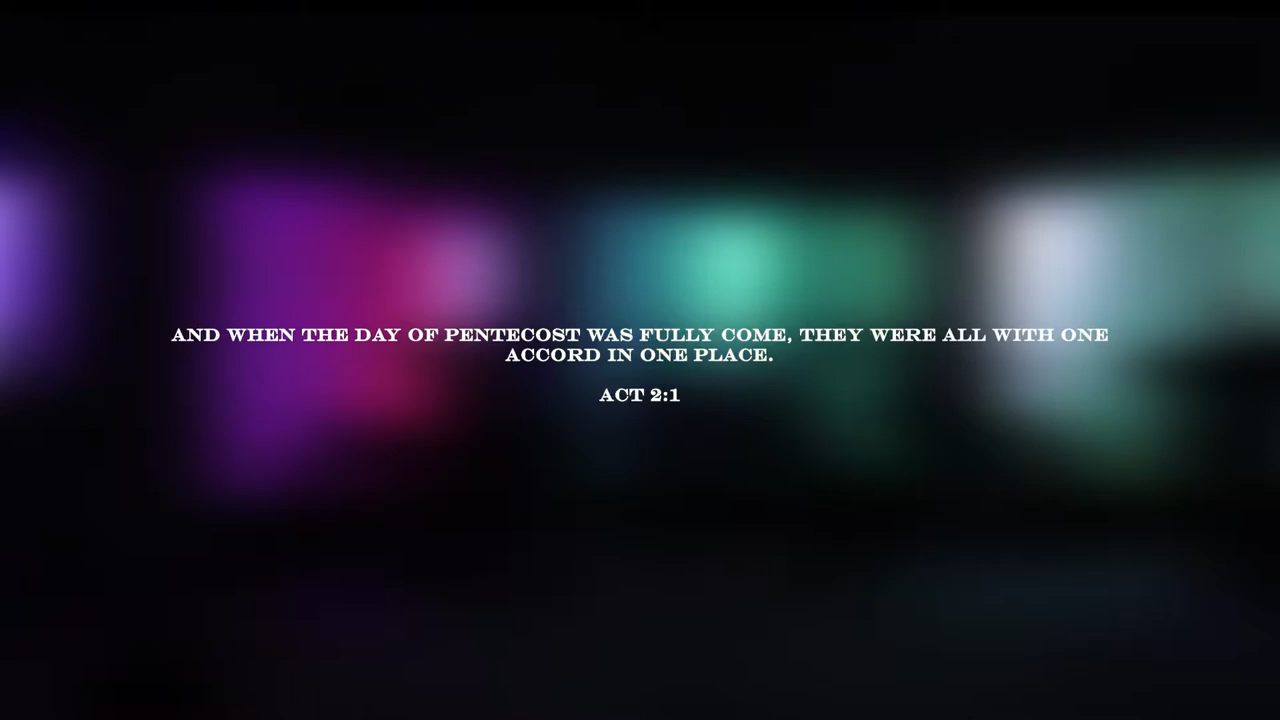 AND WHEN THE DAY OF PENTECOST WAS FULLY COME, THEY WERE ALL WITH ONE
ACCORD IN ONE PLACE.
ACT 2:1